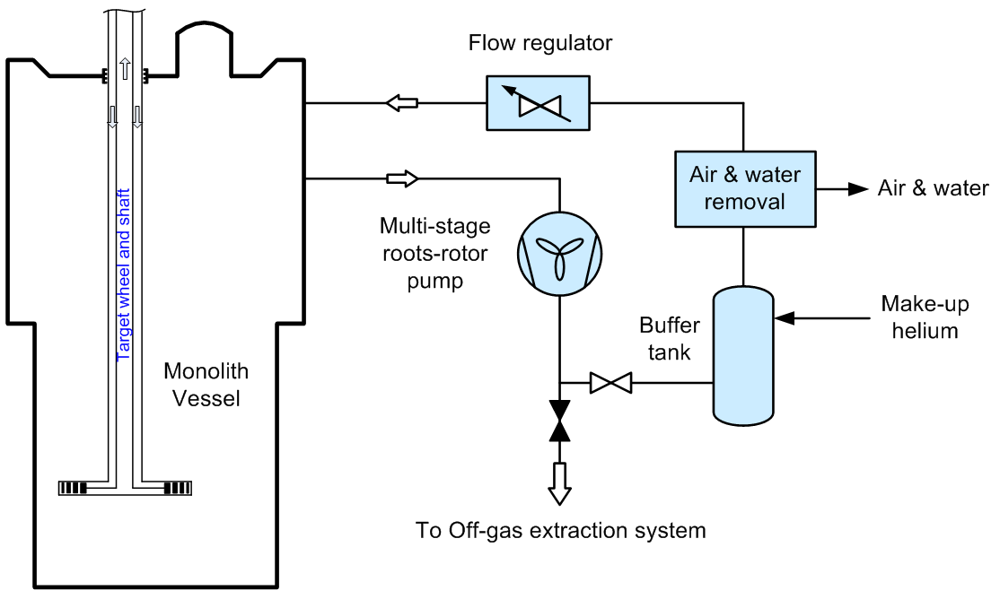 Flow regulator
Air & water
removal
Air & water
Multi-stage
roots-rotor
pump
Target wheel and shaft
Make-up
helium
Buffer
tank
Monolith
Vessel
To Off-gas extraction system